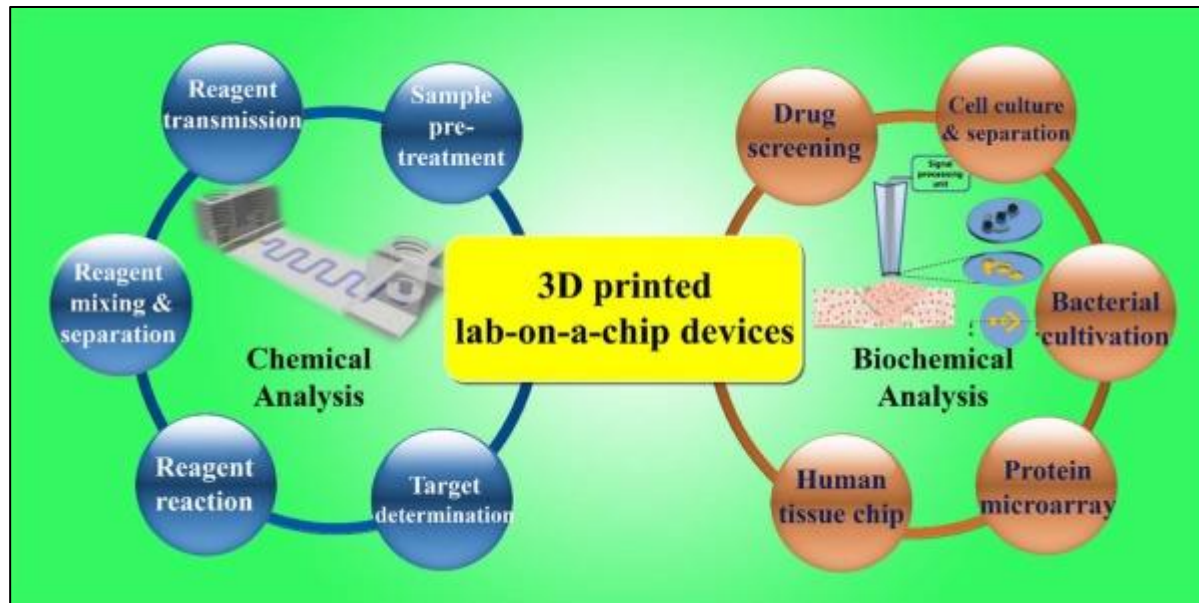 Reagent
transmission
Sample
pre-
treatment
Reagent
mixing &
separation
Chemical
Analysis
Reagent
reaction
Target
determination
3D printed
lab-on-a-chip devices
Drug
screening
Cell culture
& separation
Signal
processing
unit
Bacterial
cultivation
Biochemical
Analysis
Human
tissue chip
Protein
microarray